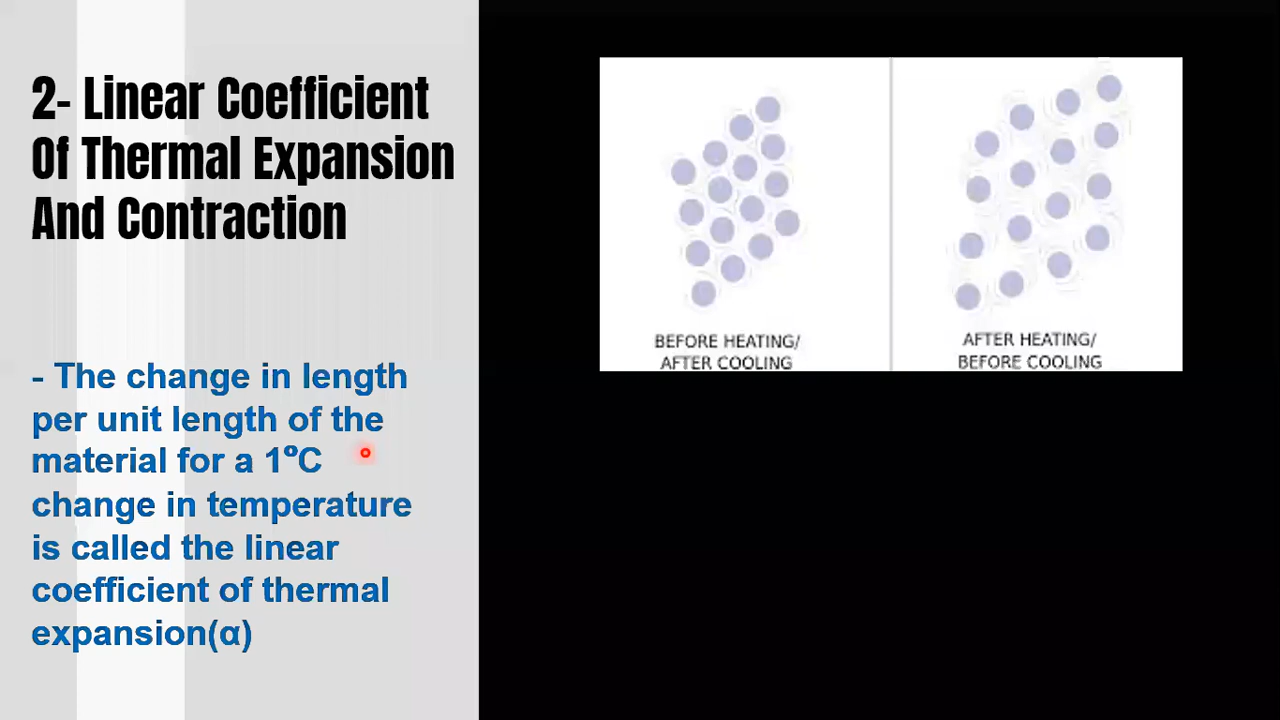 2- Linear Coefficient
Of Thermal Expansion
And Contraction
- The change in length
per unit length of the
material for a 1°C
change in temperature
is called the linear
coefficient of thermal
expansion(α)
BEFORE HEATING/
AFTER COOLING
AFTER HEATING/
BEFORE COOLING